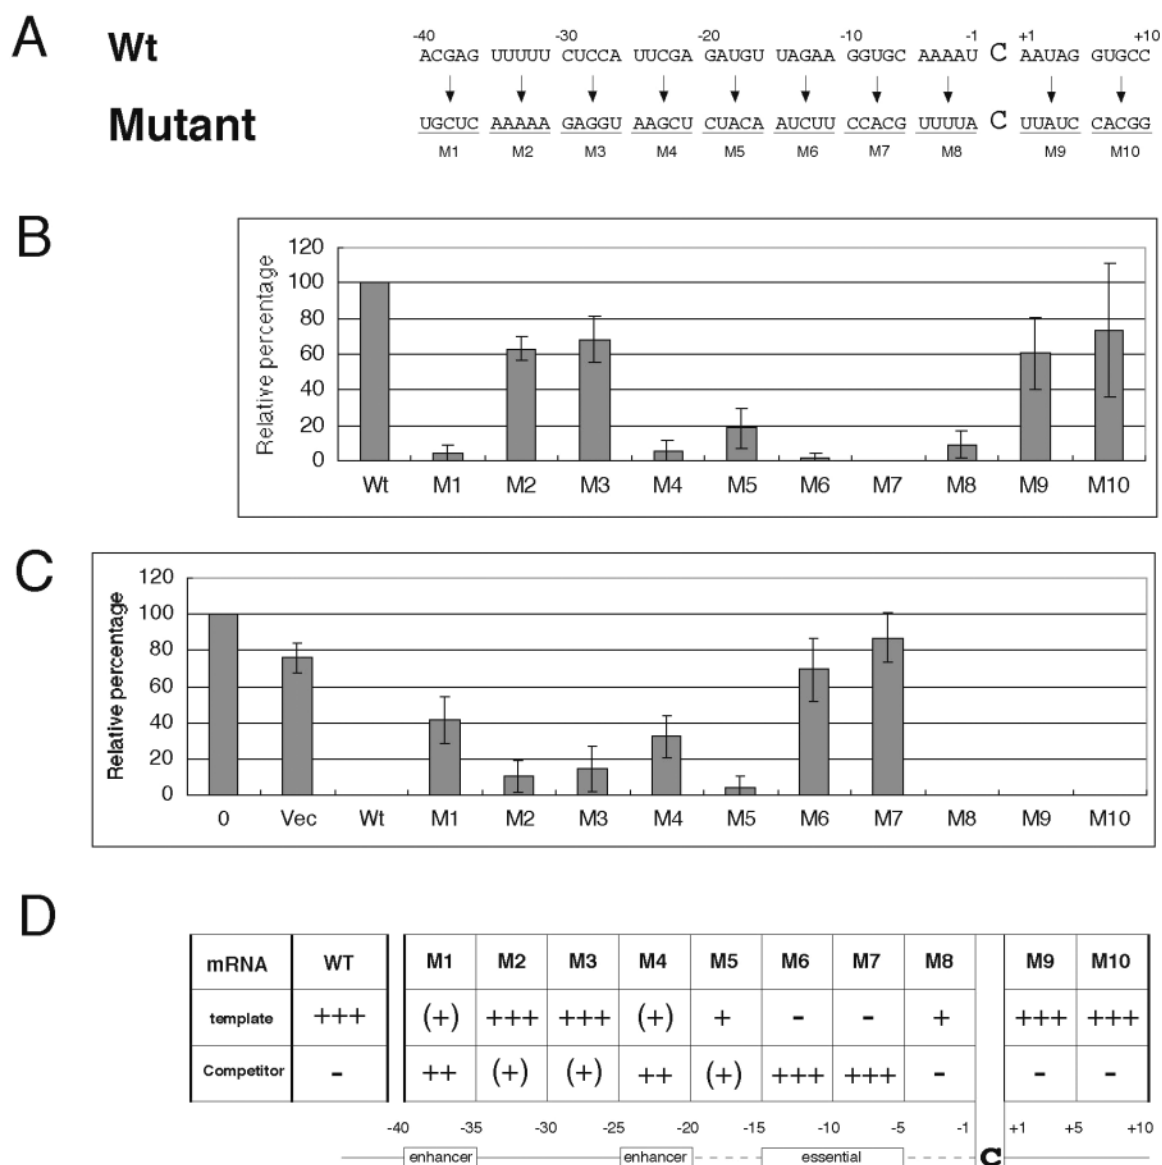 A
-40 -30 -20 -10 -1 +1 +10
Wt ACGAG UUUUU CUCCA UUCGA GAUGU UAGAA GGUGC AAAAU C AAUAG GUGCC
Mutant UGCUC AAAAA GAGGU AAGCU CUACA AUCUU CCACG UUUUA C UUAUC CACGG
M1 M2 M3 M4 M5 M6 M7 M8 M9 M10
B
Relative percentage
120
100
80
60
40
20
0
Wt M1 M2 M3 M4 M5 M6 M7 M8 M9 M10
C
Relative percentage
120
100
80
60
40
20
0
0 Vec Wt M1 M2 M3 M4 M5 M6 M7 M8 M9 M10
D
mRNA WT M1 M2 M3 M4 M5 M6 M7 M8 M9 M10
template +++ (+) +++ +++ (+) + - - + +++ +++
Competitor - ++ (+) (+) ++ (+) +++ +++ - - -
-40 -35 -30 -25 -20 -15 -10 -5 -1 +1 +5 +10
enhancer enhancer essential C